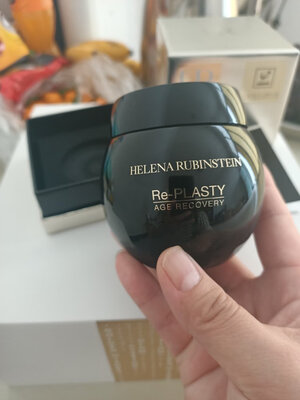 HELENA RUBINSTEIN
Re-PLASTY
AGE RECOVERY